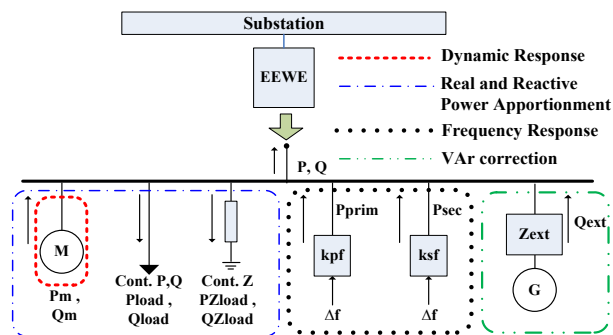 Substation
EEWE
Dynamic Response
Real and Reactive
Power Apportionment
Frequency Response
VAr correction
P, Q
Pprim
Psec
Qext
M
kpf
ksf
Zext
G
Pm ,
Qm
Cont. P,Q
Pload ,
Qload
Cont. Z
PZload ,
QZload
Δf
Δf